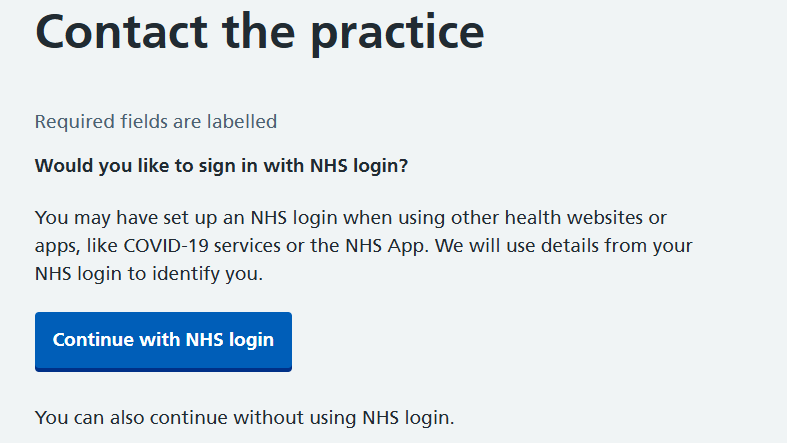 Contact the practice
Required fields are labelled
Would you like to sign in with NHS login?
You may have set up an NHS login when using other health websites or
apps, like COVID-19 services or the NHS App. We will use details from your
NHS login to identify you.
Continue with NHS login
You can also continue without using NHS login.